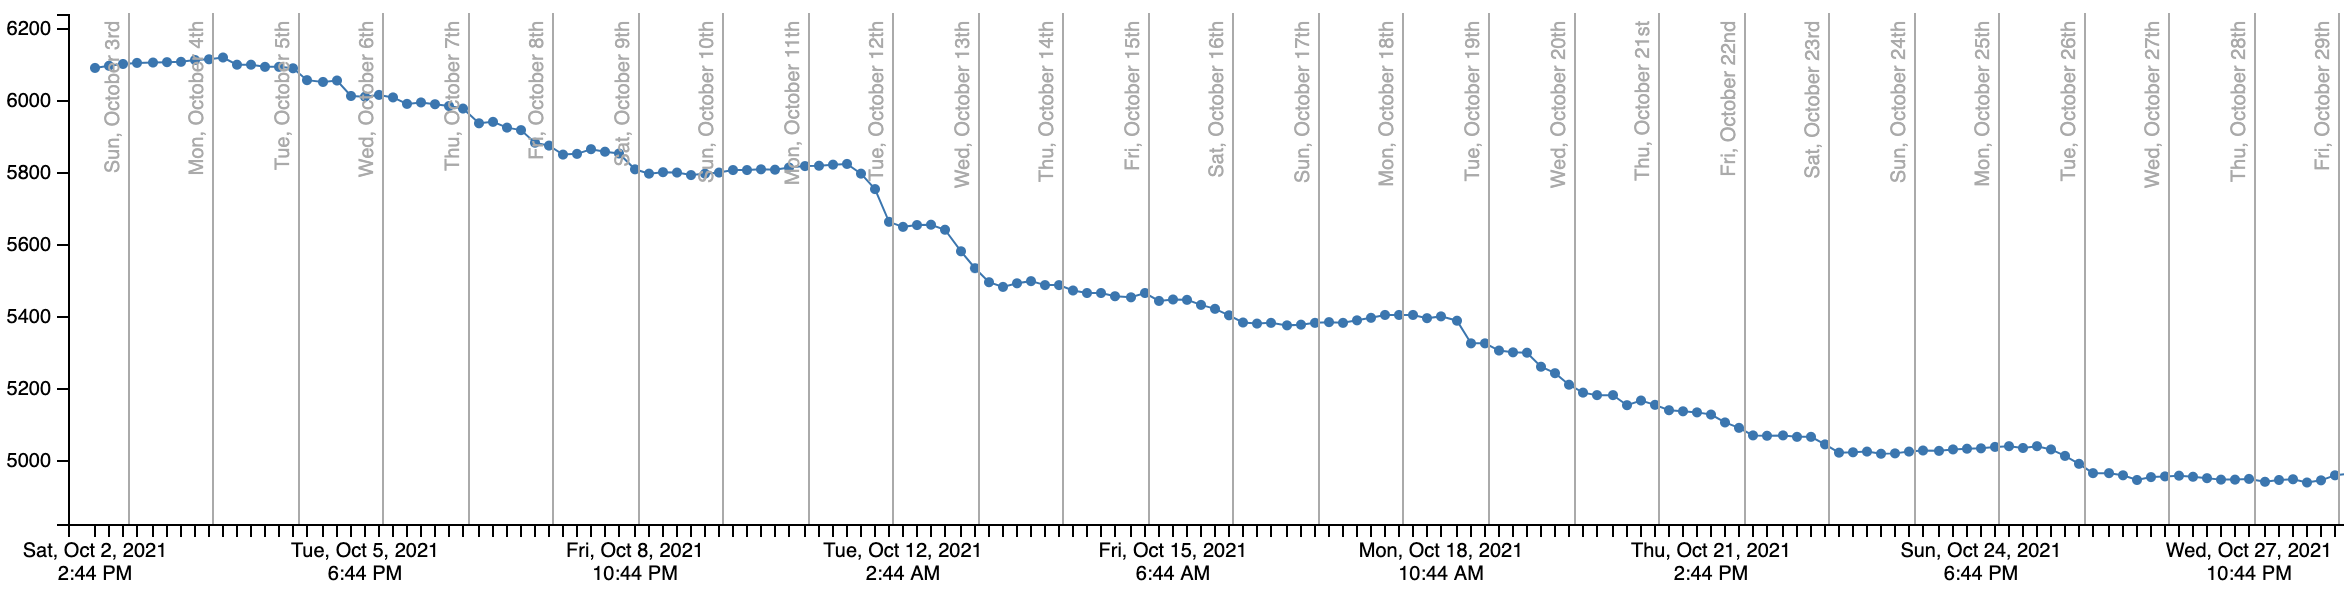 6200
6000
5800
5600
5400
5200
5000
Sun, October 3rd
Mon, October 4th
Tue, October 5th
Wed, October 6th
Thu, October 7th
Fri, October 8th
Sat, October 9th
Sun, October 10th
Mon, October 11th
Tue, October 12th
Wed, October 13th
Thu, October 14th
Fri, October 15th
Sat, October 16th
Sun, October 17th
Mon, October 18th
Tue, October 19th
Wed, October 20th
Thu, October 21st
Fri, October 22nd
Sat, October 23rd
Sun, October 24th
Mon, October 25th
Tue, October 26th
Wed, October 27th
Thu, October 28th
Fri, October 29th
Sat, Oct 2, 2021
2:44 PM
Tue, Oct 5, 2021
6:44 PM
Fri, Oct 8, 2021
10:44 PM
Tue, Oct 12, 2021
2:44 AM
Fri, Oct 15, 2021
6:44 AM
Mon, Oct 18, 2021
10:44 AM
Thu, Oct 21, 2021
2:44 PM
Sun, Oct 24, 2021
6:44 PM
Wed, Oct 27, 2021
10:44 PM